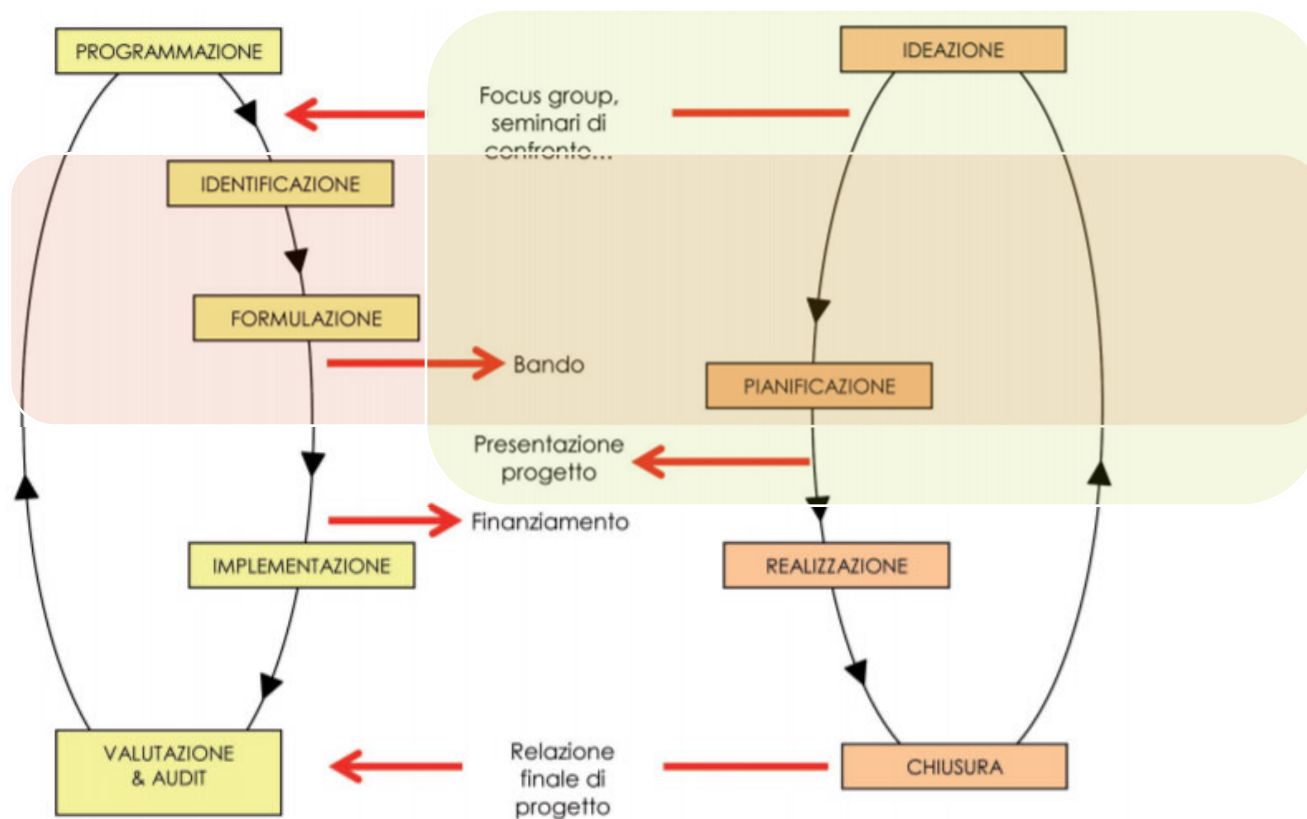 PROGRAMMAZIONE
IDEAZIONE
Focus group,
seminari di
confronto...
IDENTIFICAZIONE
FORMULAZIONE
Bando
PIANIFICAZIONE
Presentazione
progetto
Finanziamento
IMPLEMENTAZIONE
REALIZZAZIONE
VALUTAZIONE
& AUDIT
Relazione
finale di
progetto
CHIUSURA